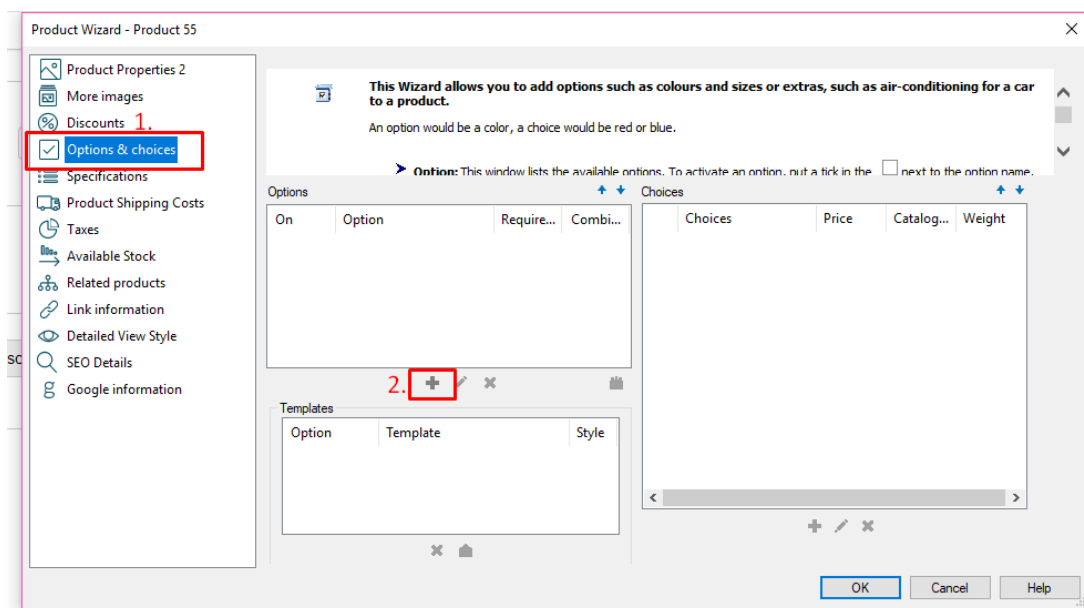 Product Wizard - Product 55
Product Properties 2
More images
Discounts 1.
Options & choices
Specifications
Product Shipping Costs
Taxes
Available Stock
Related products
Link information
Detailed View Style
SEO Details
Google information
This Wizard allows you to add options such as colours and sizes or extras, such as air-conditioning for a car
to a product.
An option would be a color, a choice would be red or blue.
Option: This window lists the available options. To activate an option, put a tick in the next to the option name.
Options
On Option Require... Combi...
2.
Templates
Option Template Style
Choices
Choices Price Catalog... Weight
OK Cancel Help